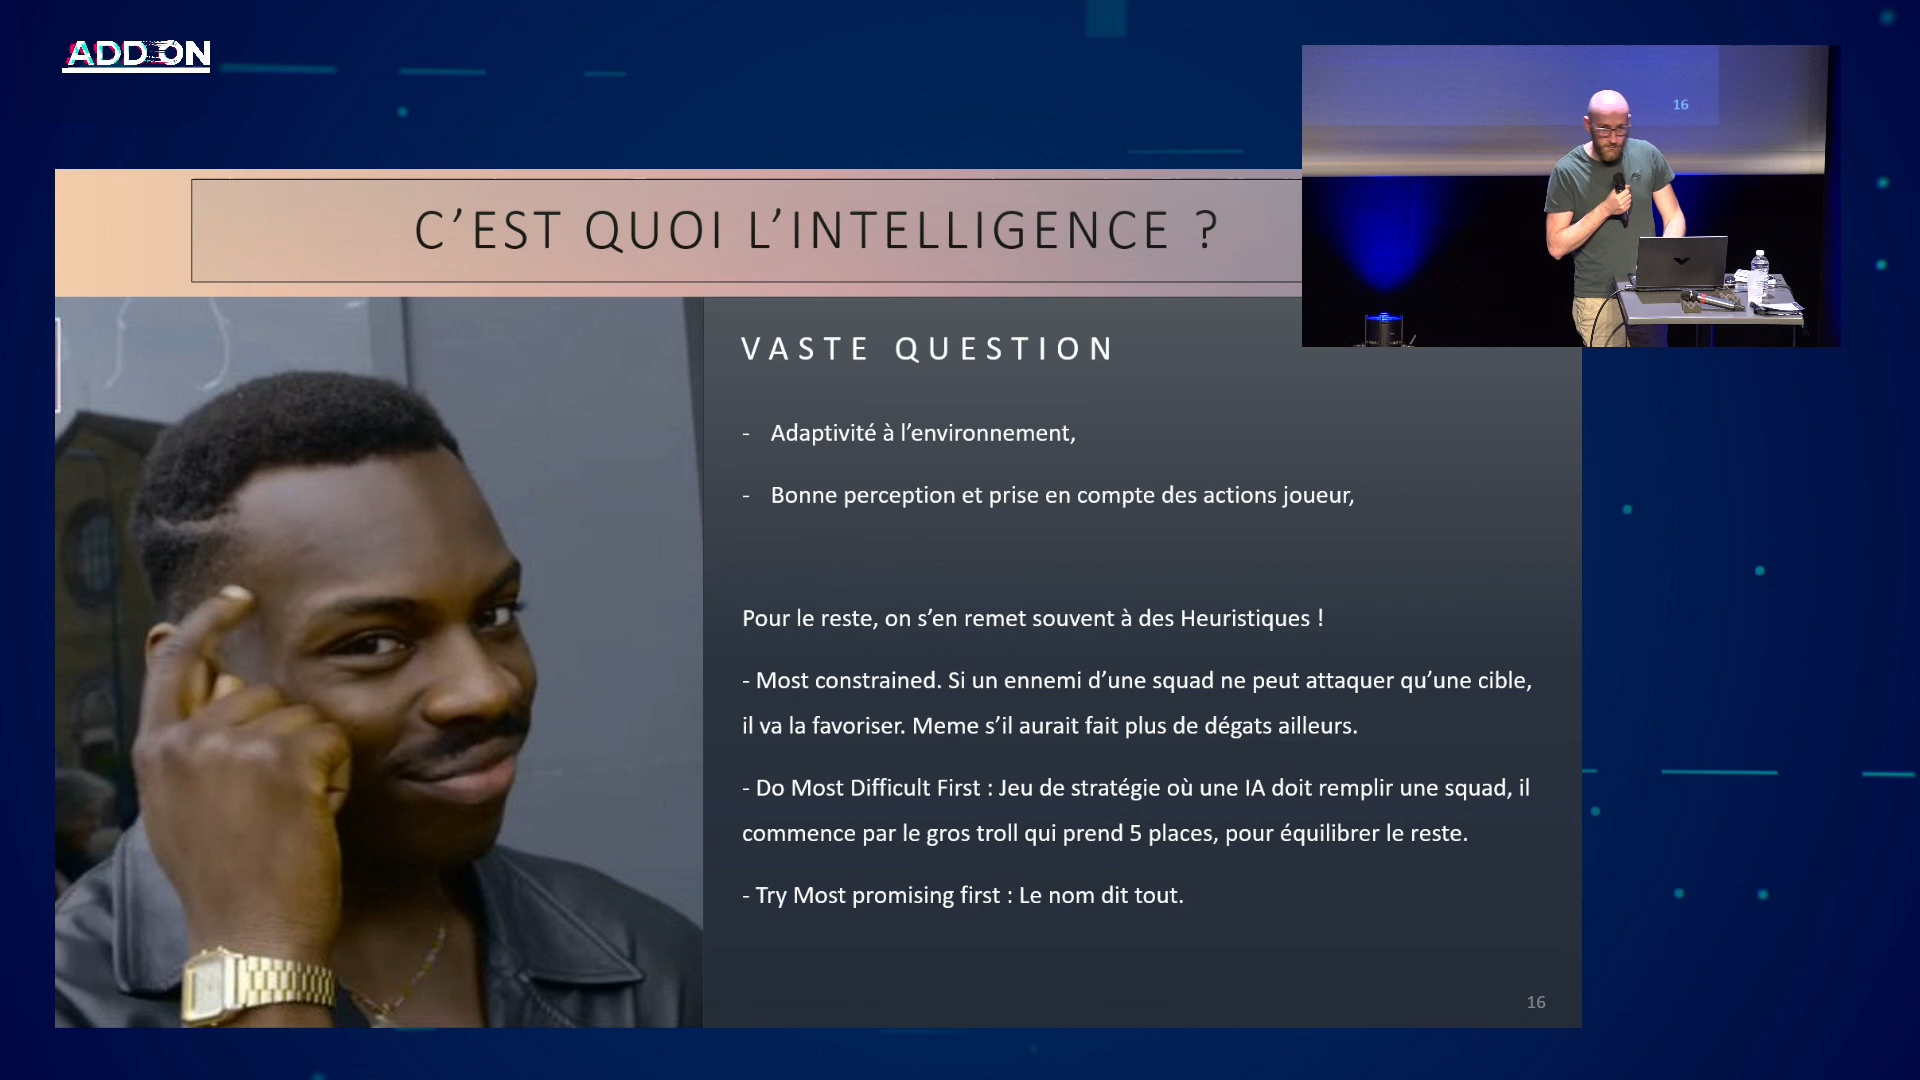 ADD ON
16
C’EST QUOI L’INTELLIGENCE ?
VASTE QUESTION
- Adaptivité à l’environnement,
- Bonne perception et prise en compte des actions joueur,
Pour le reste, on s’en remet souvent à des Heuristiques !
- Most constrained. Si un ennemi d’une squad ne peut attaquer qu’une cible,
il va la favoriser. Meme s’il aurait fait plus de dégats ailleurs.
- Do Most Difficult First : Jeu de stratégie où une IA doit remplir une squad, il
commence par le gros troll qui prend 5 places, pour équilibrer le reste.
- Try Most promising first : Le nom dit tout.
16